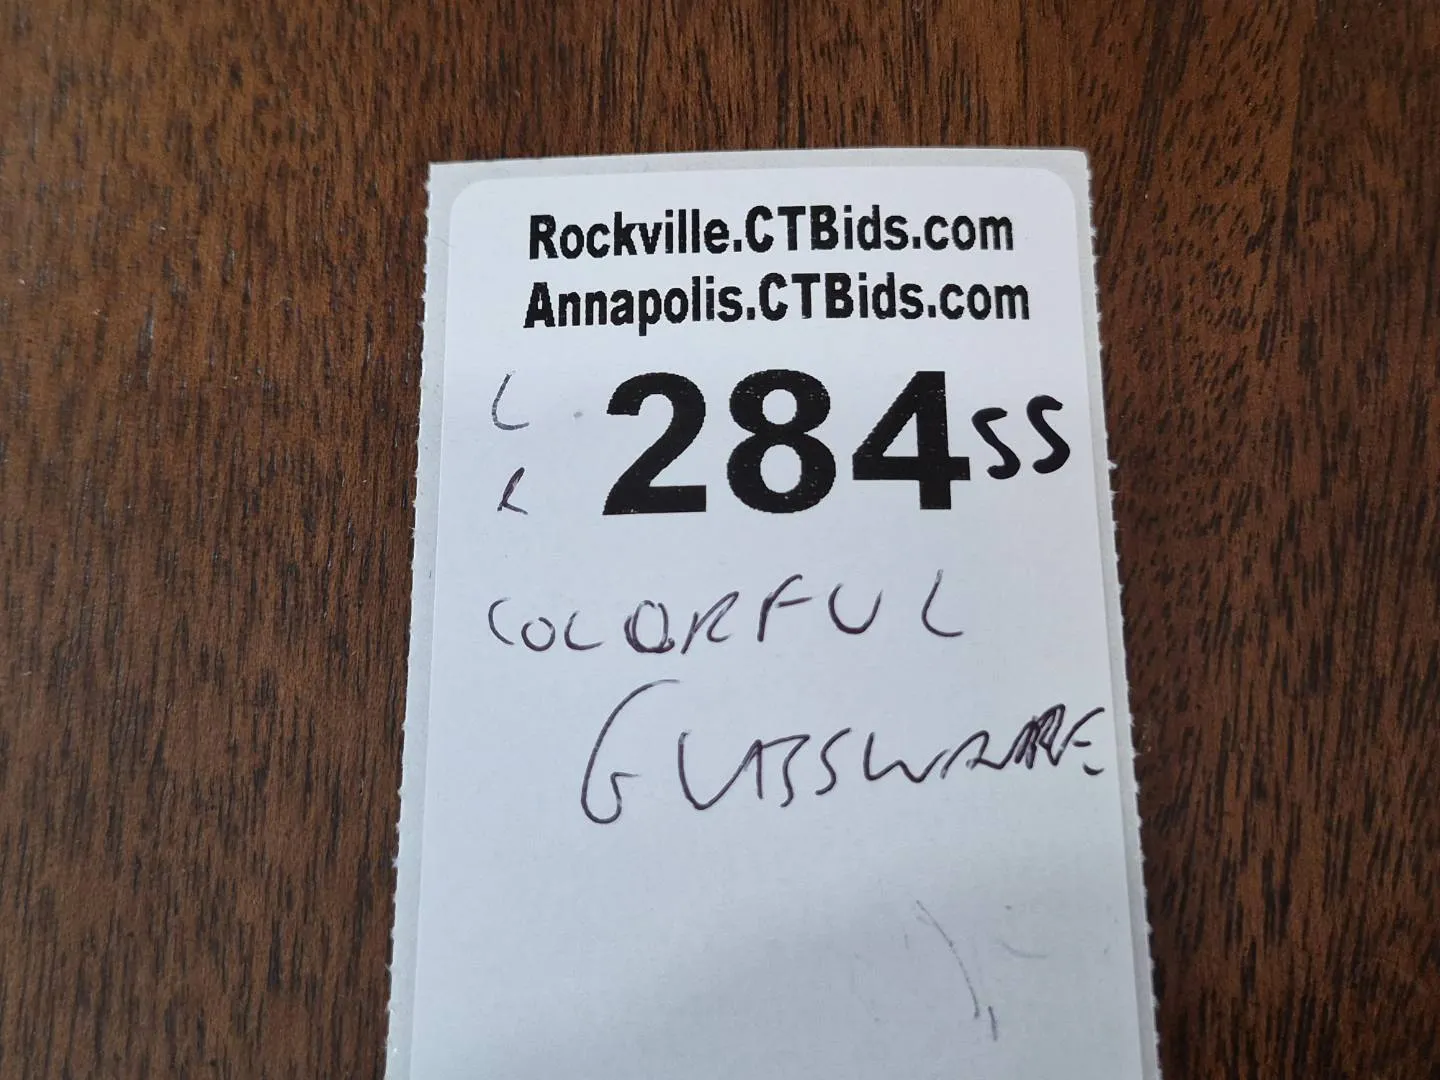 Rockville.CTBids.com
Annapolis.CTBids.com
L
R
284SS
COLORFUL
GLASSWARE